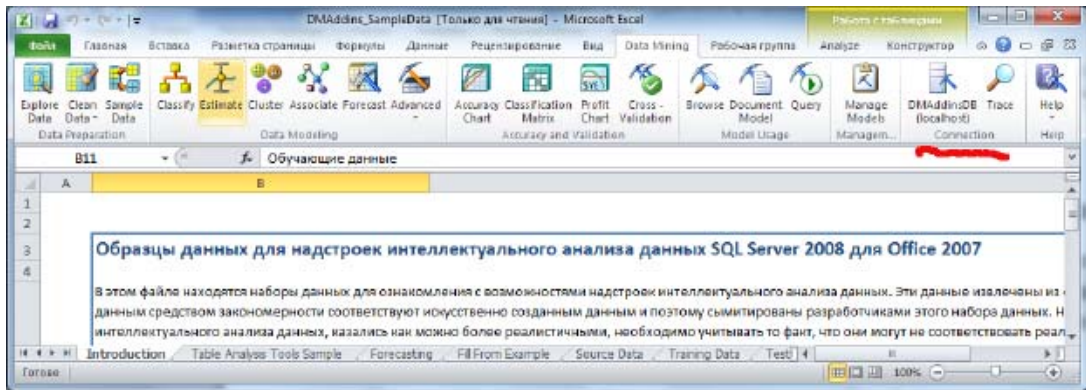 DMAddins_SampleData [Только для чтения] - Microsoft Excel
Работа с таблицами
Файл Главная Вставка Разметка страницы Формулы Данные Рецензирование Вид Data Mining Рабочая группа Analyze Конструктор
Explore Data Clean Data Sample Data Classify Estimate Cluster Associate Forecast Advanced Accuracy Chart Classification Matrix Profit Chart Cross-Validation Browse Document Model Query Manage Models DMAddinsDB (localhost) Trace Help
Data Preparation Data Modeling Accuracy and Validation Model Usage Managem... Connection Help
B11 fx Обучающие данные
A B
1
2
3 Образцы данных для надстроек интеллектуального анализа данных SQL Server 2008 для Office 2007
4
В этом файле находятся наборы данных для ознакомления с возможностями надстроек интеллектуального анализа данных. Эти данные извлечены из
данным средством закономерности соответствуют искусственно созданным данным и поэтому сымитированы разработчиками этого набора данных. Н
интеллектуального анализа данных, казались как можно более реалистичными, необходимо учитывать то факт, что они могут не соответствовать реал
Introduction Table Analysis Tools Sample Forecasting Fill From Example Source Data Training Data Testi
Готово 100%